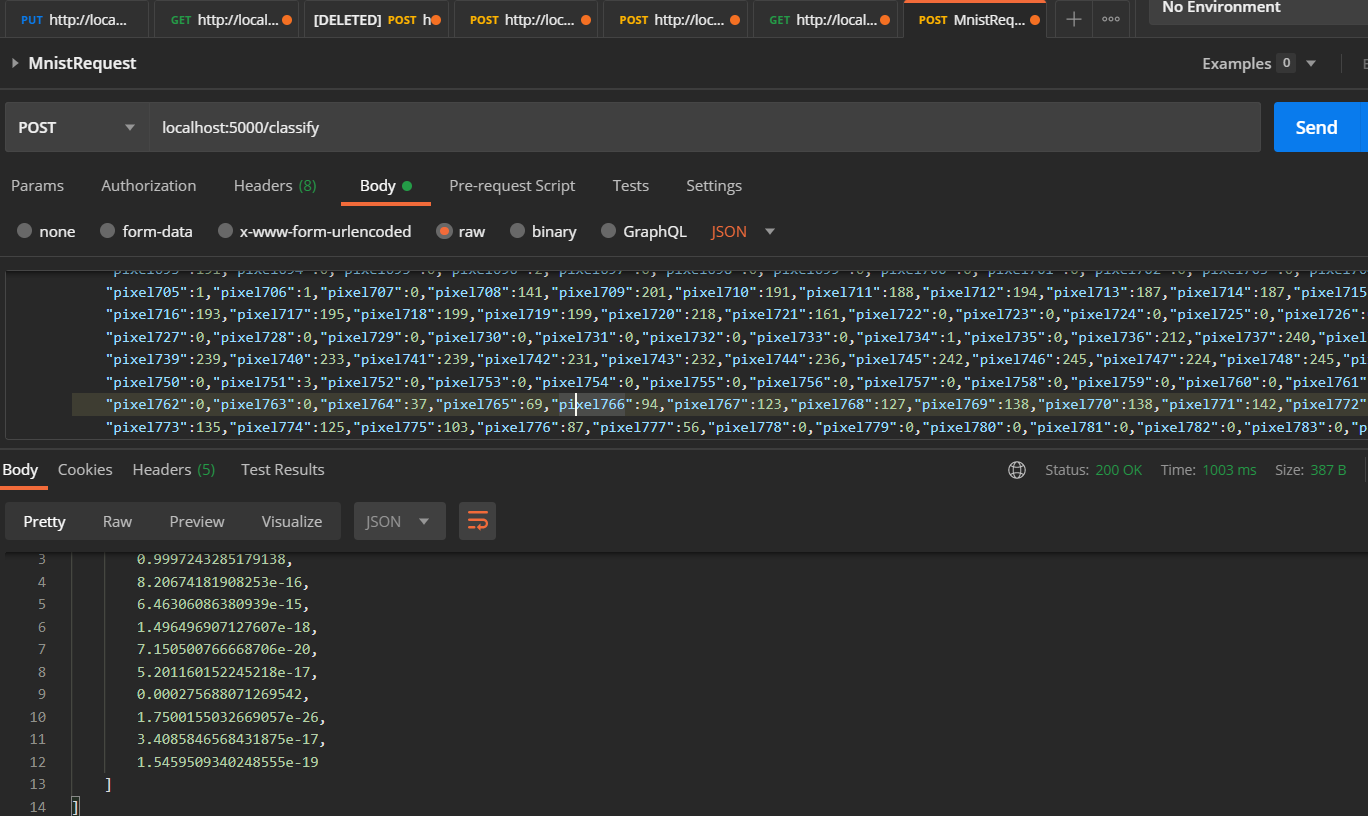 PUT http://loca...
GET http://local...
[DELETED] POST h
POST http://loc...
POST http://loc...
GET http://local...
POST MnistReq...
No Environment
MnistRequest
Examples 0
POST localhost:5000/classify Send
Params Authorization Headers (8) Body Pre-request Script Tests Settings
none form-data x-www-form-urlencoded raw binary GraphQL JSON
"pixel705":1,"pixel706":1,"pixel707":0,"pixel708":141,"pixel709":201,"pixel710":191,"pixel711":188,"pixel712":194,"pixel713":187,"pixel714":187,"pixel715
"pixel716":193,"pixel717":195,"pixel718":199,"pixel719":199,"pixel720":218,"pixel721":161,"pixel722":0,"pixel723":0,"pixel724":0,"pixel725":0,"pixel726":
"pixel727":0,"pixel728":0,"pixel729":0,"pixel730":0,"pixel731":0,"pixel732":0,"pixel733":0,"pixel734":1,"pixel735":0,"pixel736":212,"pixel737":240,"pixel
"pixel739":239,"pixel740":233,"pixel741":239,"pixel742":231,"pixel743":232,"pixel744":236,"pixel745":242,"pixel746":245,"pixel747":224,"pixel748":245,"pi
"pixel750":0,"pixel751":3,"pixel752":0,"pixel753":0,"pixel754":0,"pixel755":0,"pixel756":0,"pixel757":0,"pixel758":0,"pixel759":0,"pixel760":0,"pixel761"
"pixel762":0,"pixel763":0,"pixel764":37,"pixel765":69,"pixel766":94,"pixel767":123,"pixel768":127,"pixel769":138,"pixel770":138,"pixel771":142,"pixel772"
"pixel773":135,"pixel774":125,"pixel775":103,"pixel776":87,"pixel777":56,"pixel778":0,"pixel779":0,"pixel780":0,"pixel781":0,"pixel782":0,"pixel783":0,"p
Body Cookies Headers (5) Test Results Status: 200 OK Time: 1003 ms Size: 387 B
Pretty Raw Preview Visualize JSON
3 0.9997243285179138,
4 8.20674181908253e-16,
5 6.46306086380939e-15,
6 1.496496907127607e-18,
7 7.150500766668706e-20,
8 5.201160152245218e-17,
9 0.000275688071269542,
10 1.7500155032669057e-26,
11 3.4085846568431875e-17,
12 1.5459509340248555e-19
13 ]
14 ]